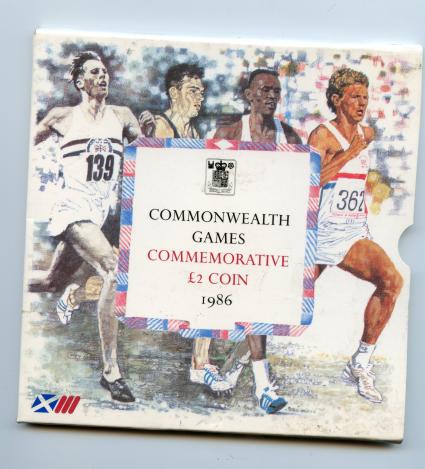 139
362
COMMONWEALTH
GAMES
COMMEMORATIVE
£2 COIN
1986